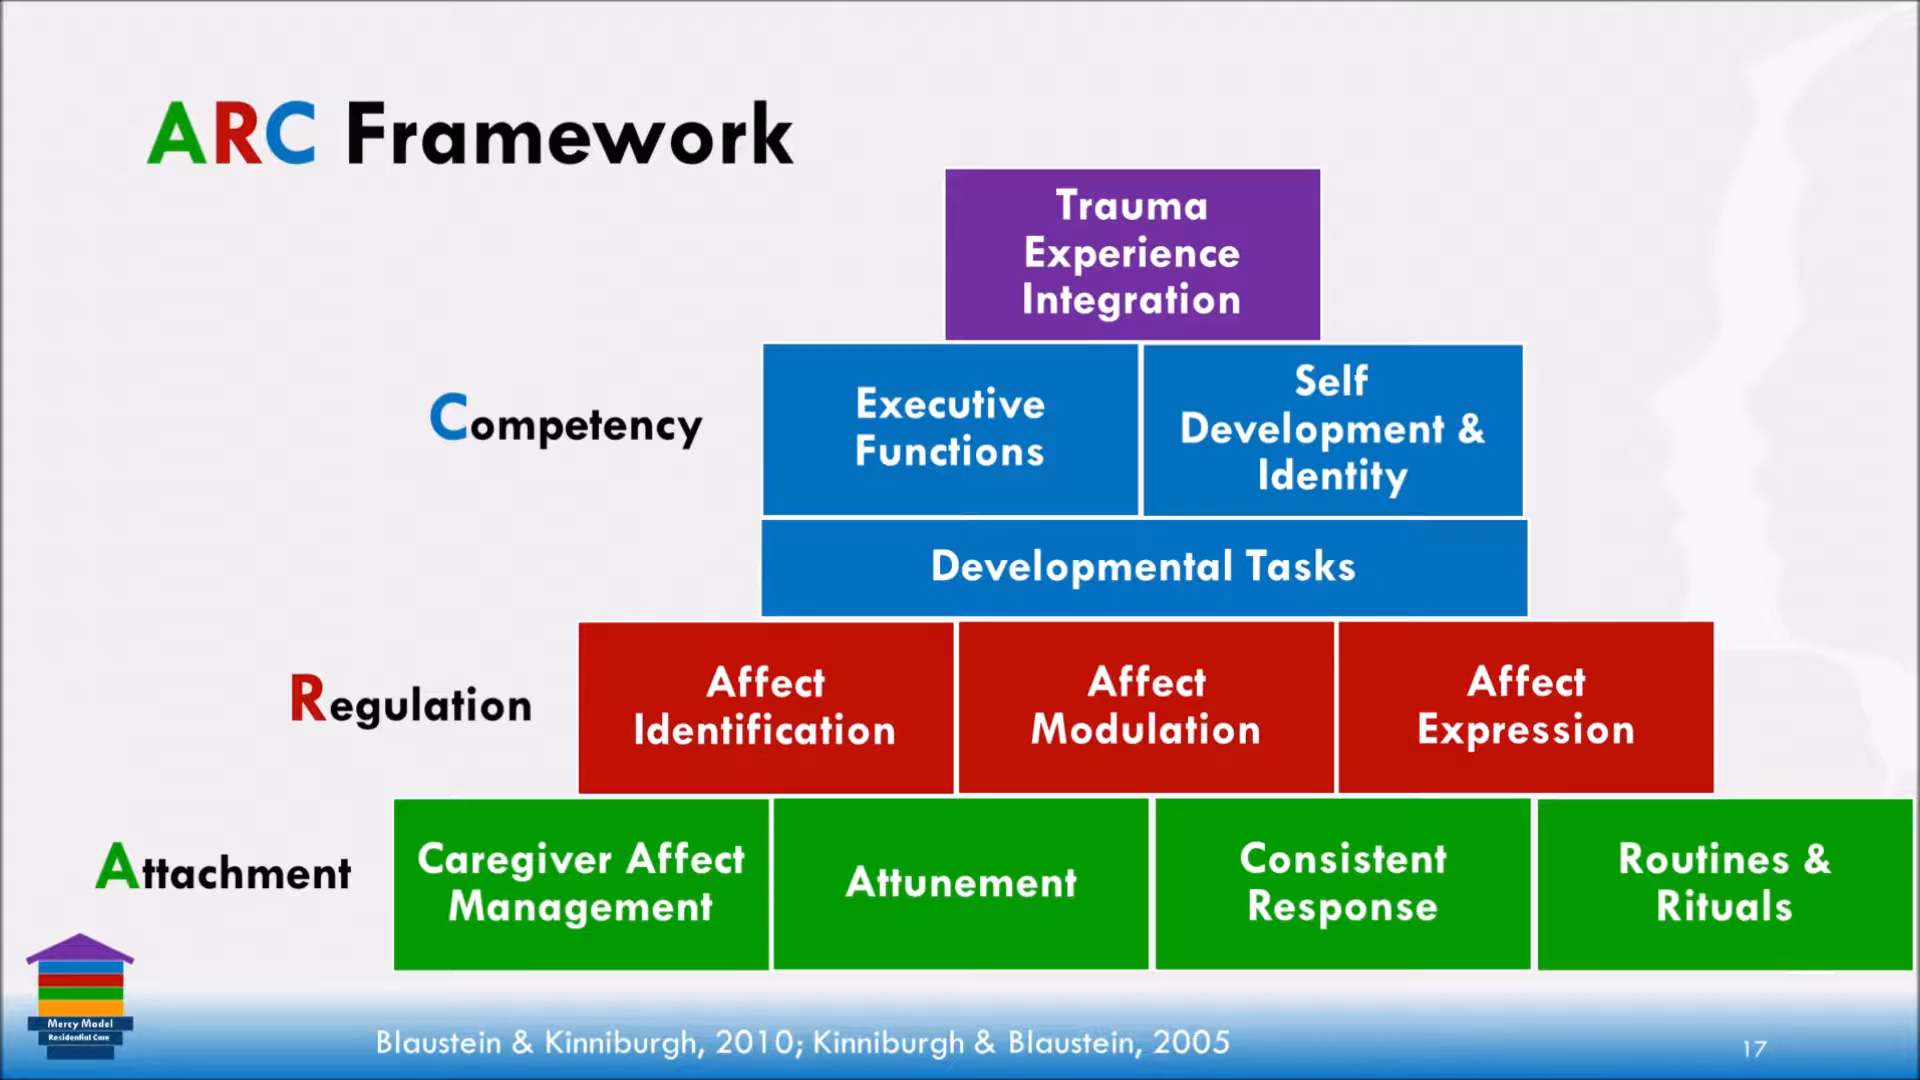 ARC Framework
Trauma
Experience
Integration
Competency
Executive
Functions
Self
Development &
Identity
Developmental Tasks
Regulation
Affect
Identification
Affect
Modulation
Affect
Expression
Attachment
Caregiver Affect
Management
Attunement
Consistent
Response
Routines &
Rituals
Mercy Model
Residential Care
Blaustein & Kinniburgh, 2010; Kinniburgh & Blaustein, 2005
17